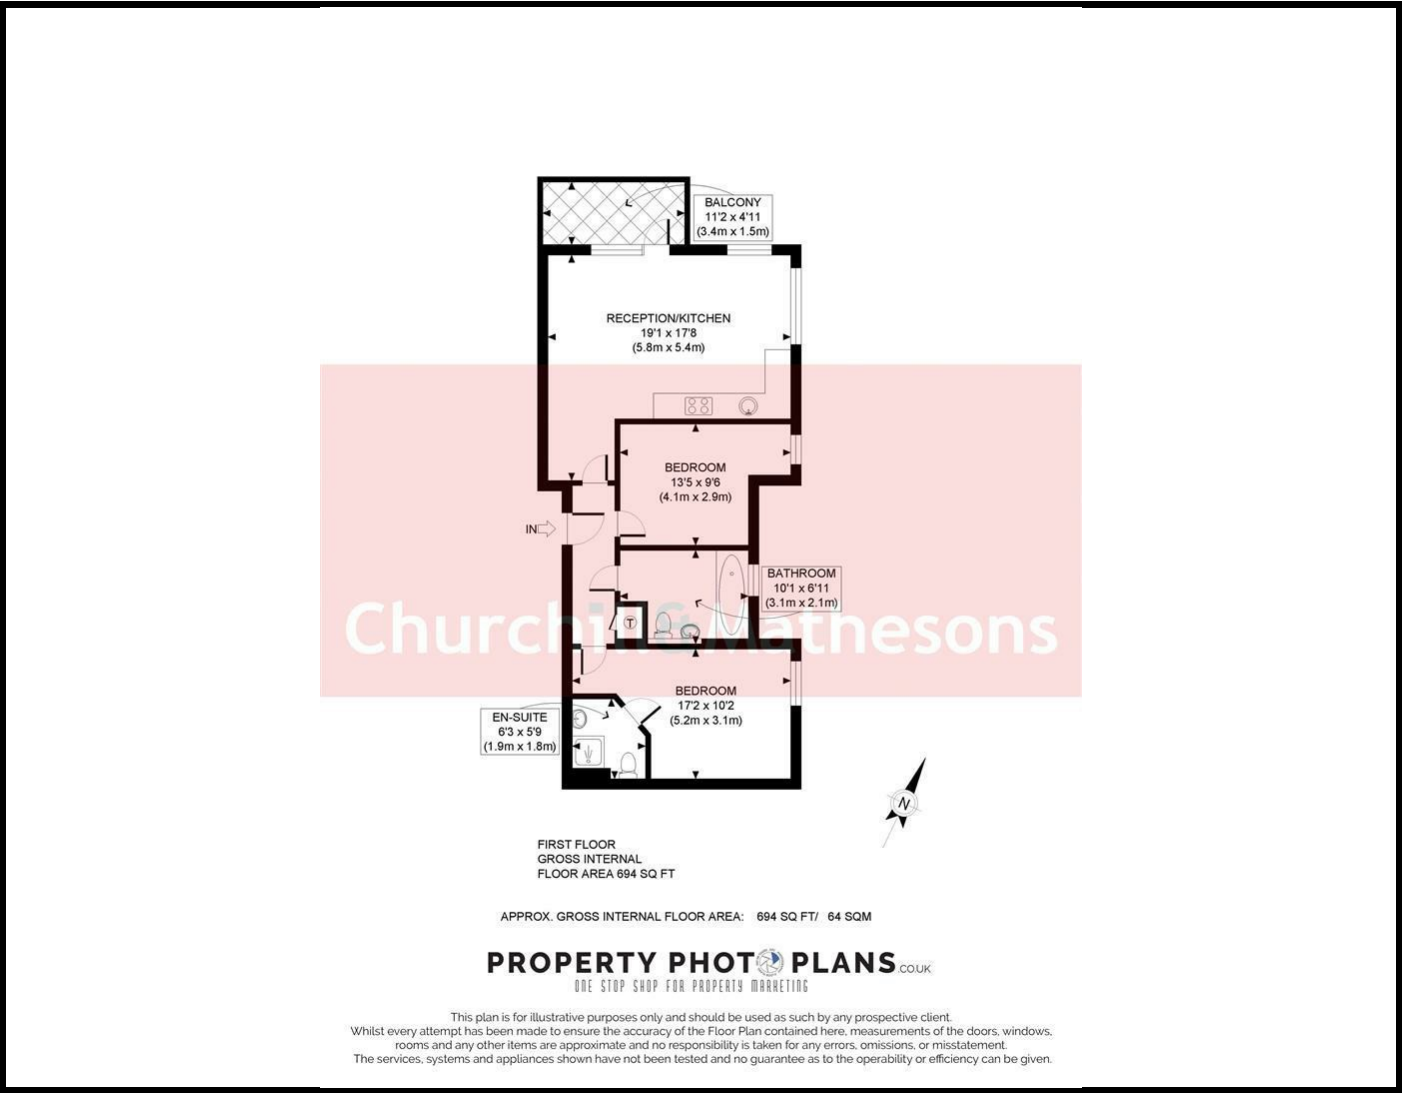 BALCONY
11'2 x 4'11
(3.4m x 1.5m)
RECEPTION/KITCHEN
19'1 x 17'8
(5.8m x 5.4m)
BEDROOM
13'5 x 9'6
(4.1m x 2.9m)
IN
BATHROOM
10'1 x 6'11
(3.1m x 2.1m)
T
Churchill & Mathesons
BEDROOM
17'2 x 10'2
(5.2m x 3.1m)
EN-SUITE
6'3 x 5'9
(1.9m x 1.8m)
N
FIRST FLOOR
GROSS INTERNAL
FLOOR AREA 694 SQ FT
APPROX. GROSS INTERNAL FLOOR AREA: 694 SQ FT/ 64 SQM
PROPERTY PHOTO PLANS.CO.UK
ONE STOP SHOP FOR PROPERTY MARKETING
This plan is for illustrative purposes only and should be used as such by any prospective client.
Whilst every attempt has been made to ensure the accuracy of the Floor Plan contained here, measurements of the doors, windows,
rooms and any other items are approximate and no responsibility is taken for any errors, omissions, or misstatement.
The services, systems and appliances shown have not been tested and no guarantee as to the operability or efficiency can be given.